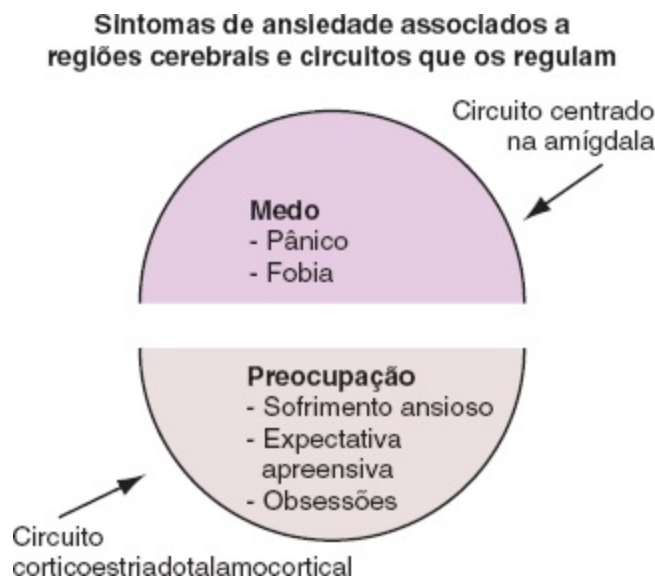 Sintomas de ansiedade associados a
regiões cerebrais e circuitos que os regulam
Circuito centrado
na amígdala
Medo
- Pânico
- Fobia
Preocupação
- Sofrimento ansioso
- Expectativa
apreensiva
- Obsessões
Circuito
corticoestriadotalamocortical